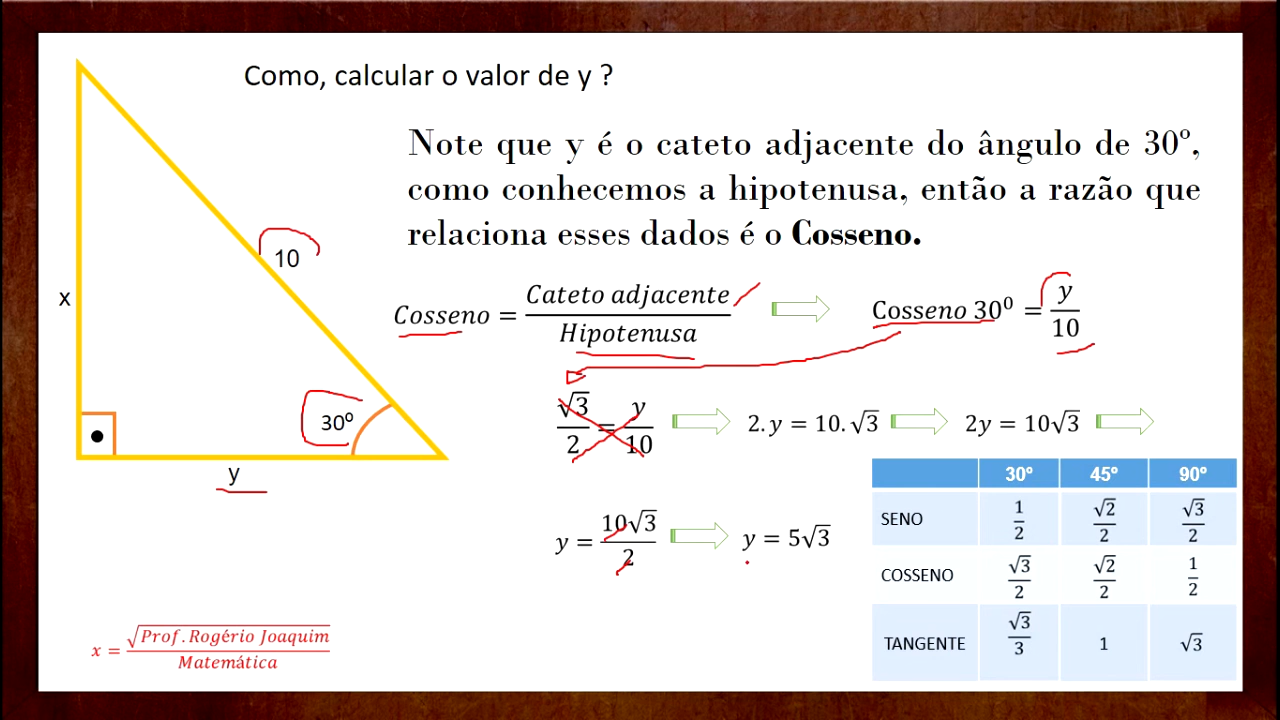 Como, calcular o valor de y ?
Note que y é o cateto adjacente do ângulo de 30º,
como conhecemos a hipotenusa, então a razão que
relaciona esses dados é o Cosseno.
10
x
30º
y
Cosseno = Cateto adjacente / Hipotenusa
Cosseno 30⁰ = y / 10
√3 / 2 = y / 10
2. y = 10. √3
2y = 10√3
y = 10√3 / 2
y = 5√3
30º 45º 90º
SENO 1/2 √2/2 √3/2
COSSENO √3/2 √2/2 1/2
TANGENTE √3/3 1 √3
x = √Prof. Rogério Joaquim / Matemática